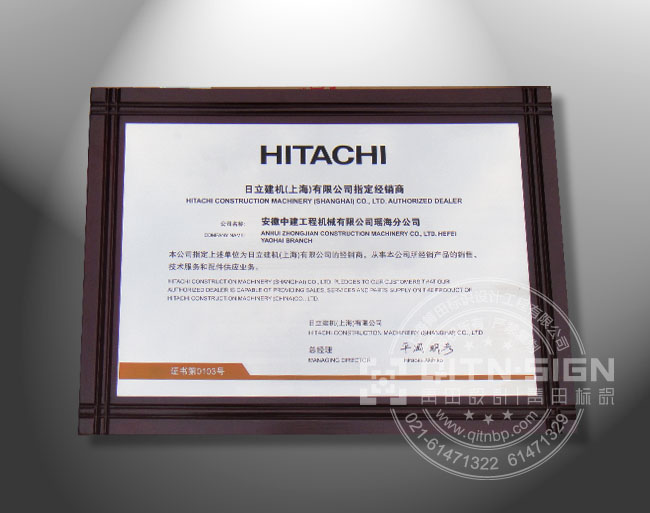 HITACHI
日立建机(上海)有限公司指定经销商
HITACHI CONSTRUCTION MACHINERY (SHANGHAI) CO., LTD. AUTHORIZED DEALER
公司名称: 安徽中建工程机械有限公司瑶海分公司
COMPANY NAME: ANHUI ZHONGJIAN CONSTRUCTION MACHINERY CO., LTD. HEFEI
YAOHAI BRANCH
本公司指定上述单位为日立建机(上海)有限公司的经销商，从事本公司所经销产品的销售、
技术服务和配件供应业务。
HITACHI CONSTRUCTION MACHINERY (SHANGHAI) CO., LTD. PLEDGES TO OUR CUSTOMERS THAT OUR
AUTHORIZED DEALER IS CAPABLE OF PROVIDING SALES, SERVICES AND PARTS SUPPLY ON THE PRODUCT OF
HITACHI CONSTRUCTION MACHINERY (CHINA) CO., LTD.
日立建机(上海)有限公司
HITACHI CONSTRUCTION MACHINERY (SHANGHAI) CO., LTD.
总经理
MANAGING DIRECTOR
证书第0103号
QITN-SIGN
青田设计|青田标识
www.qitnbp.com
021-61471322 61471329